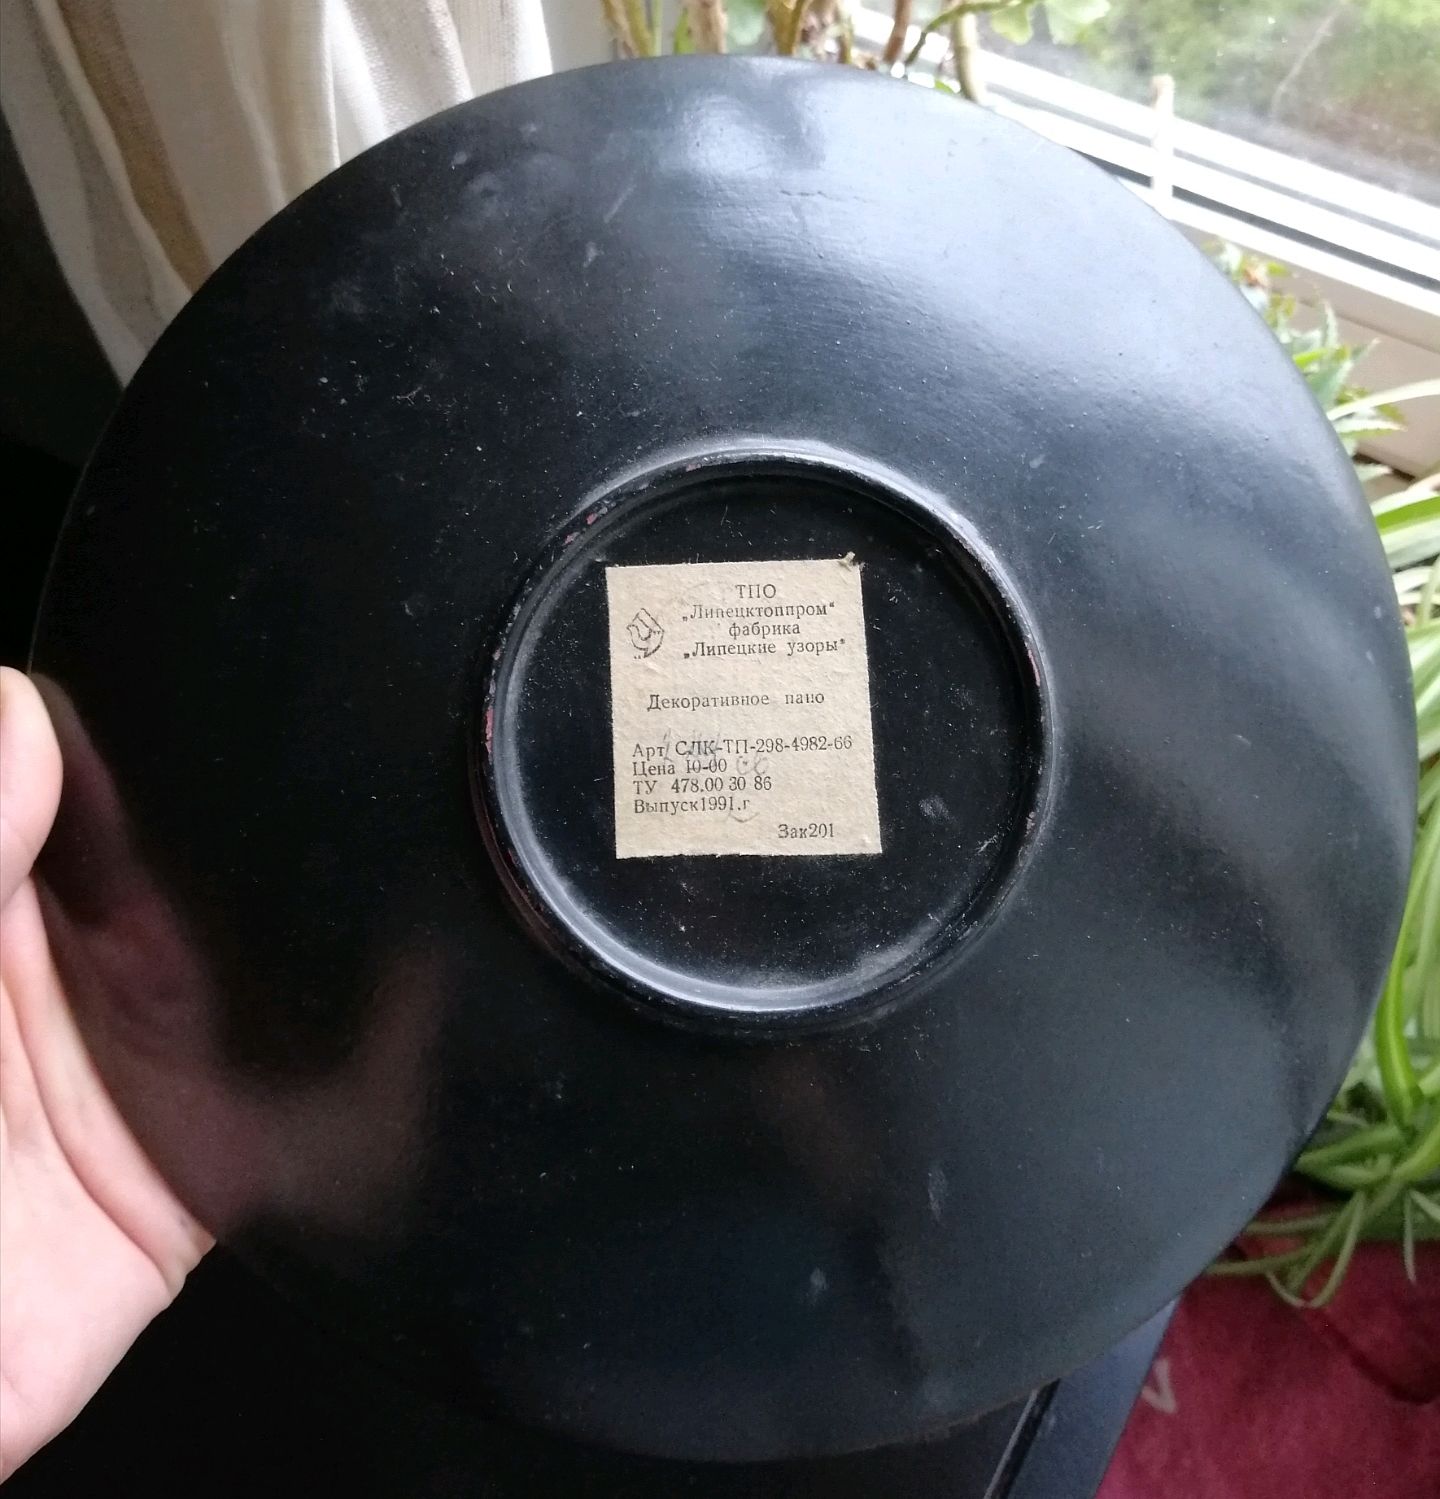 ТПО
„Липецктоппром“
фабрика
„Липецкие узоры“
Декоративное пано
Арт. СЛК-ТП-298-4982-66
Цена 10-00
ТУ 478.00 30 86
Выпуск1991.г
Зак201